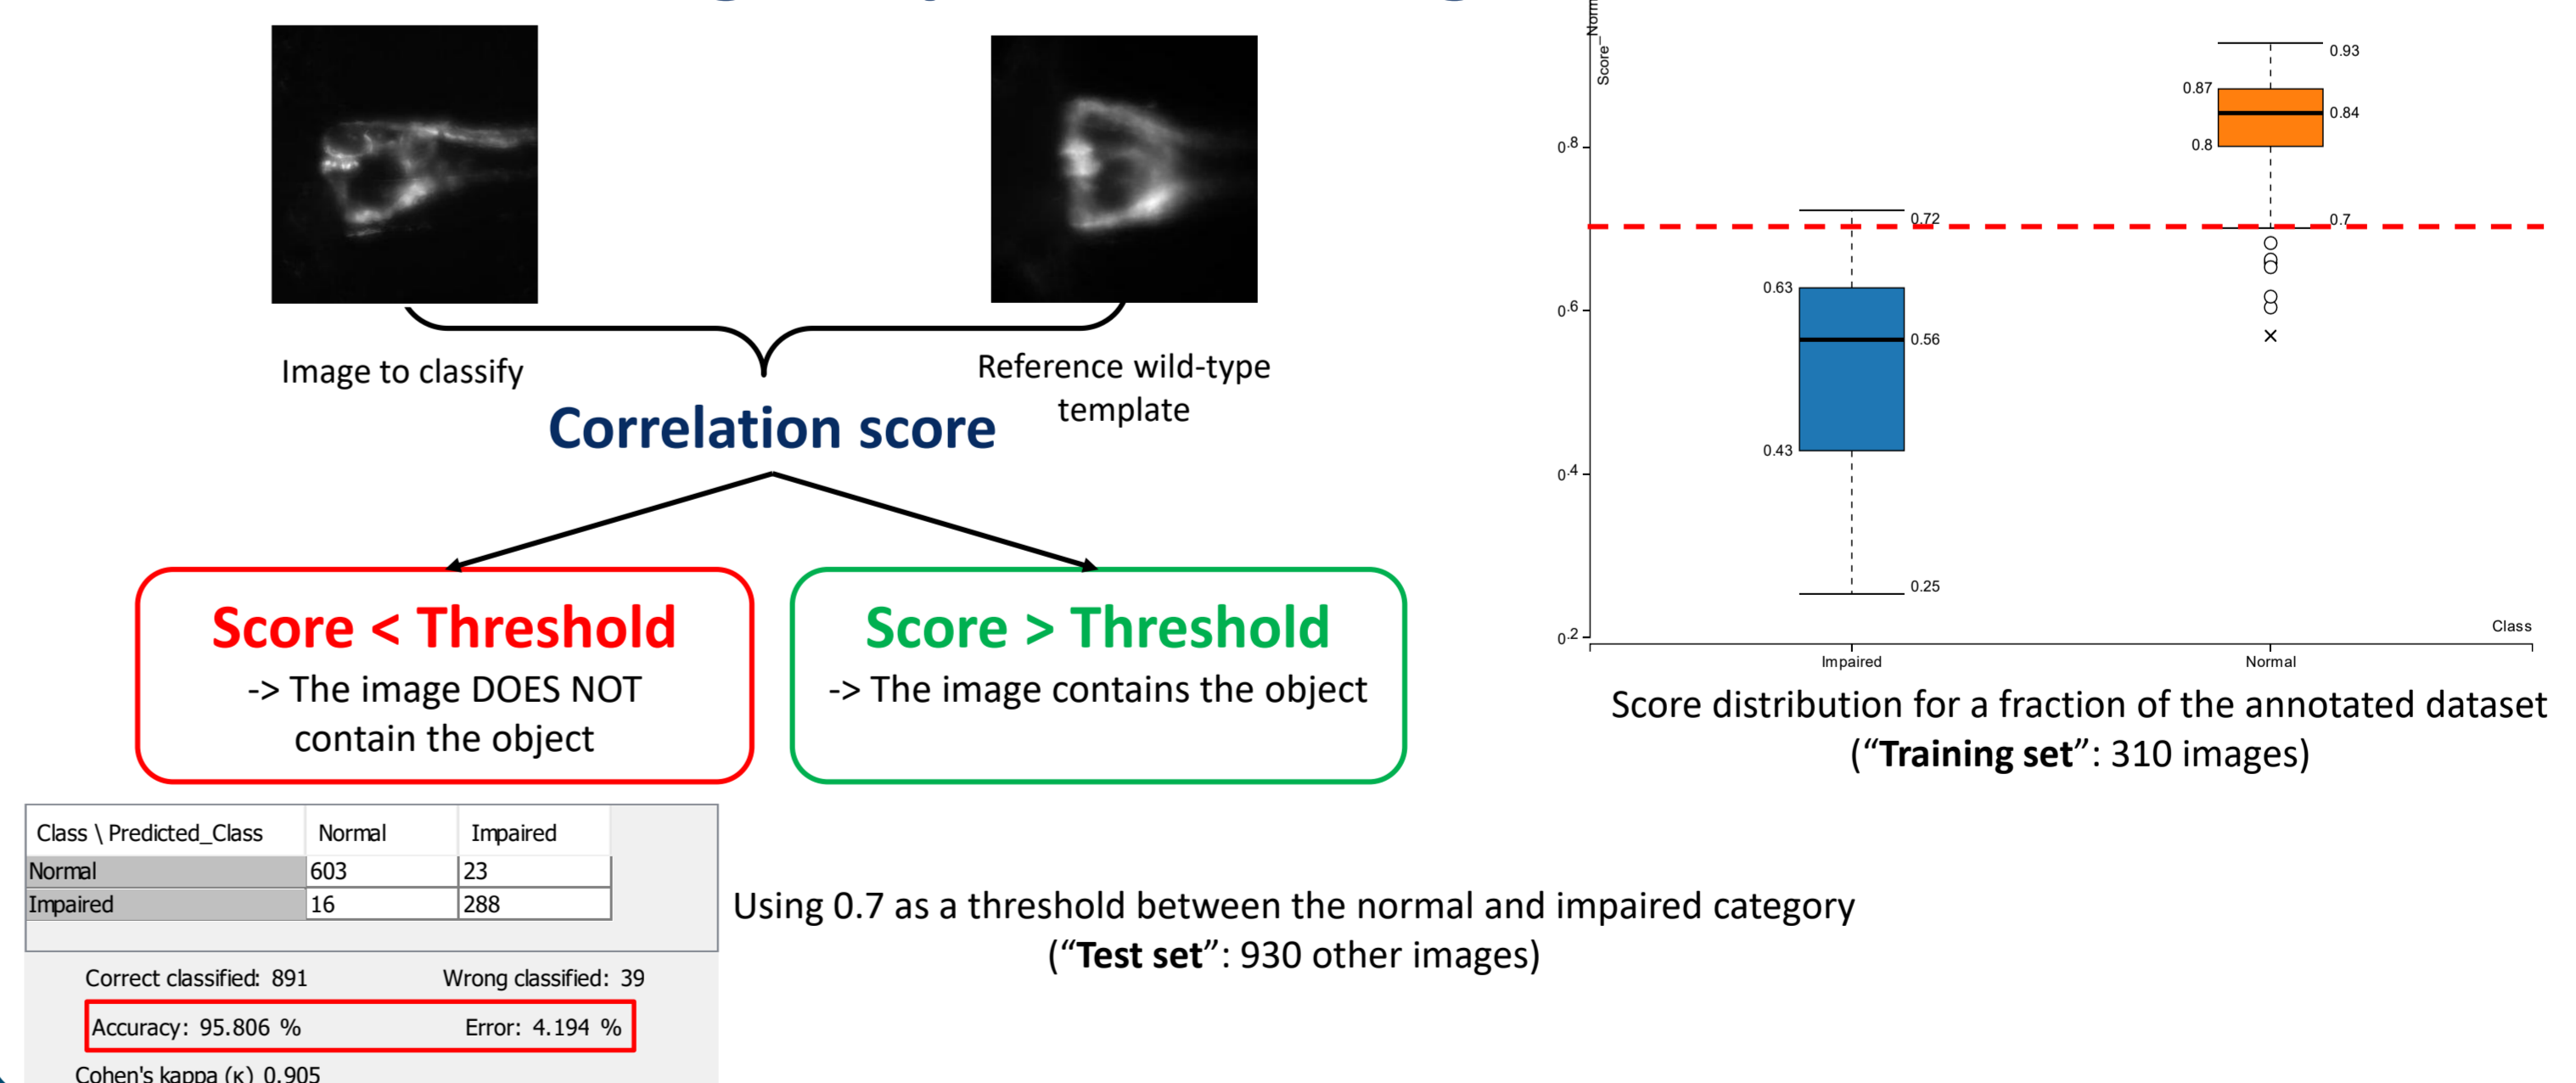 Image to classify
Reference wild-type
template
Correlation score
Score < Threshold
-> The image DOES NOT
contain the object
Score > Threshold
-> The image contains the object
Class \ Predicted_Class Normal Impaired
Normal 603 23
Impaired 16 288
Correct classified: 891 Wrong classified: 39
Accuracy: 95.806 % Error: 4.194 %
Cohen's kappa (κ) 0.905
Using 0.7 as a threshold between the normal and impaired category
("Test set": 930 other images)
Score_Norm
0.8
0.6
0.4
0.2
0.93
0.87
0.84
0.8
0.7
0.72
0.63
0.56
0.43
0.25
Class
Impaired
Normal
Score distribution for a fraction of the annotated dataset
("Training set": 310 images)